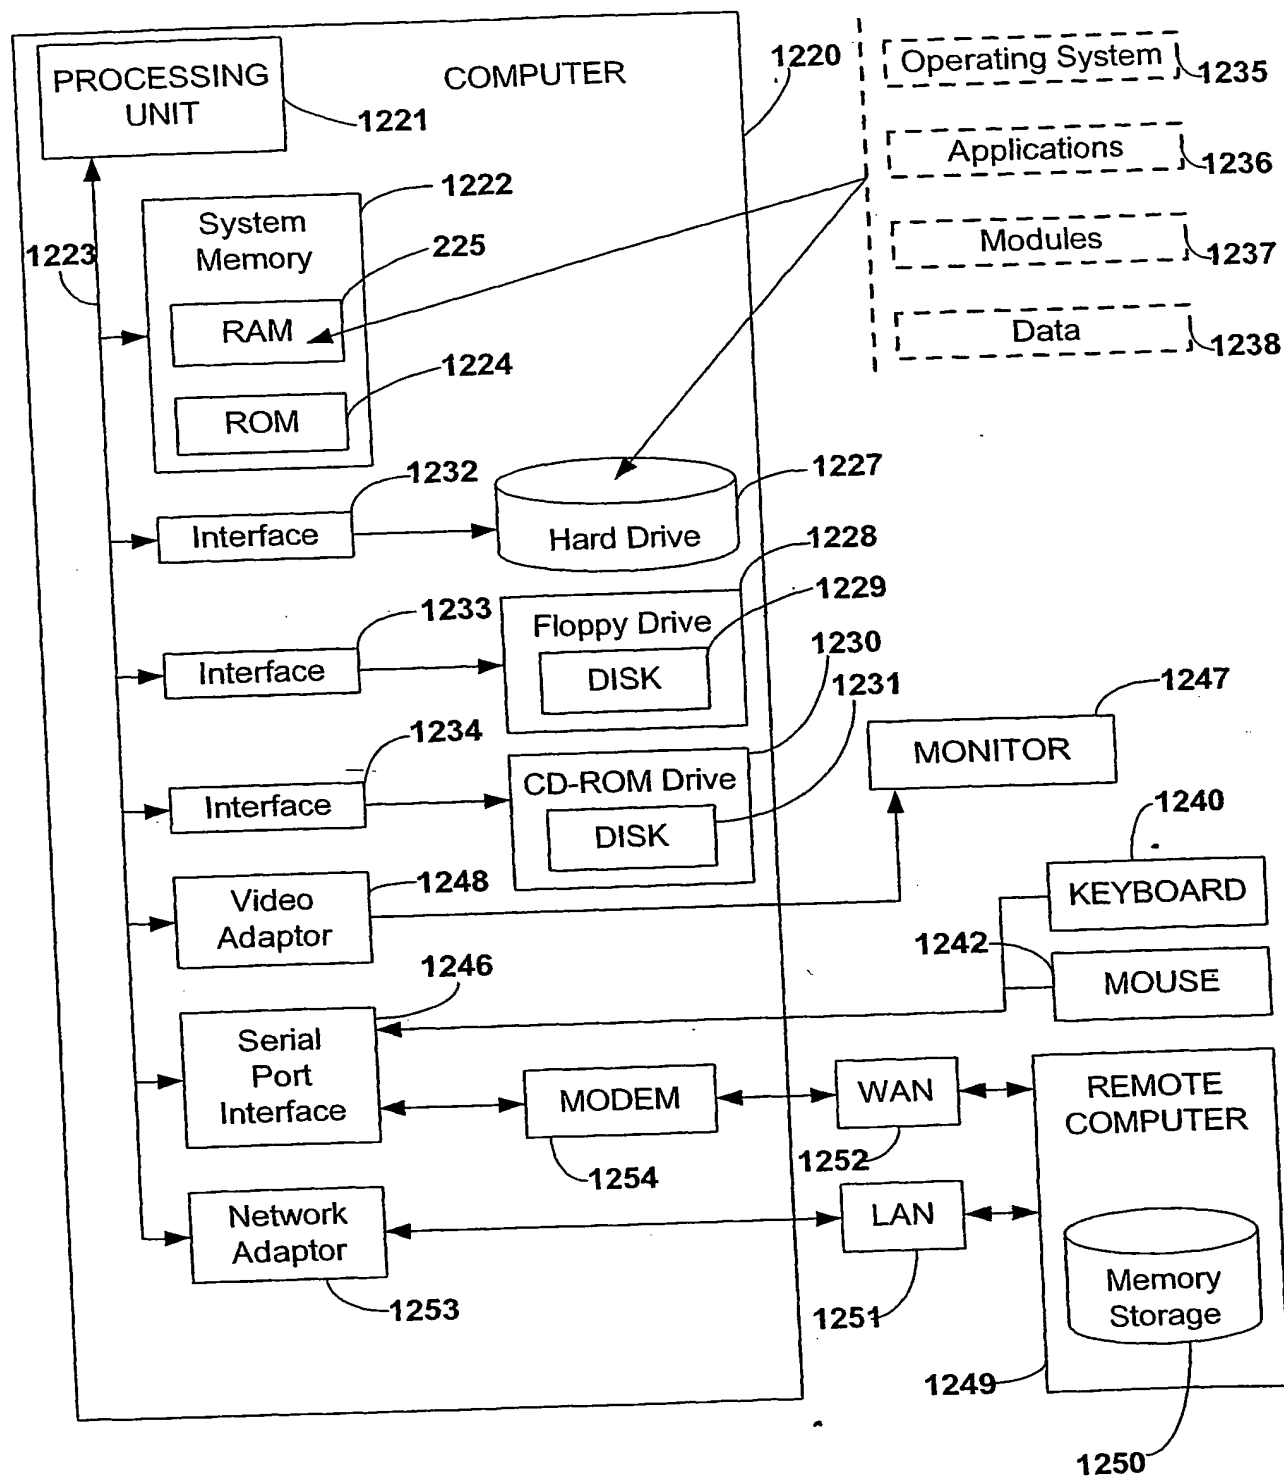 PROCESSING
UNIT
COMPUTER
1220
Operating System
1235
1221
Applications
1236
1222
System
Memory
225
1223
Modules
1237
RAM
Data
1238
1224
ROM
1232
1227
Interface
Hard Drive
1228
1229
1233
Floppy Drive
1230
Interface
DISK
1231
1247
1234
MONITOR
CD-ROM Drive
Interface
DISK
1240
1248
Video
Adaptor
KEYBOARD
1242
1246
MOUSE
Serial
Port
Interface
MODEM
WAN
REMOTE
COMPUTER
1254
1252
Network
Adaptor
LAN
1253
1251
Memory
Storage
1249
1250